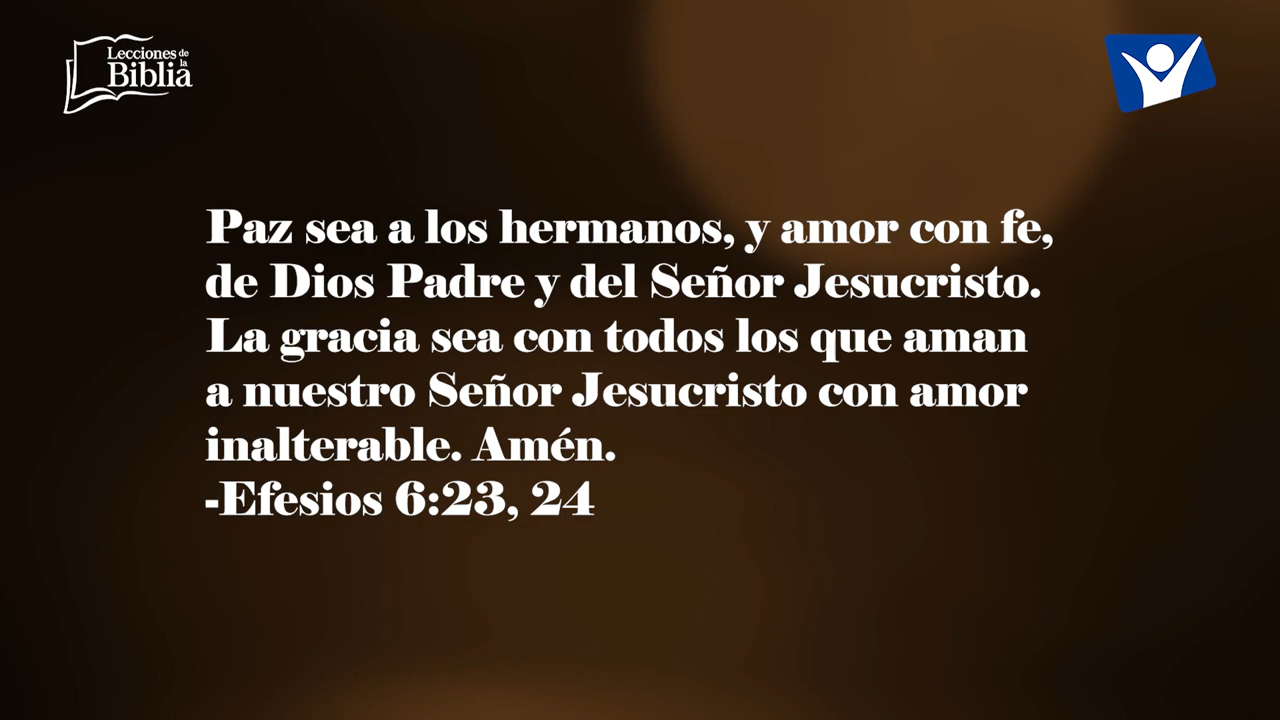 Lecciones de
la
Biblia
Paz sea a los hermanos, y amor con fe,
de Dios Padre y del Señor Jesucristo.
La gracia sea con todos los que aman
a nuestro Señor Jesucristo con amor
inalterable. Amén.
-Efesios 6:23, 24